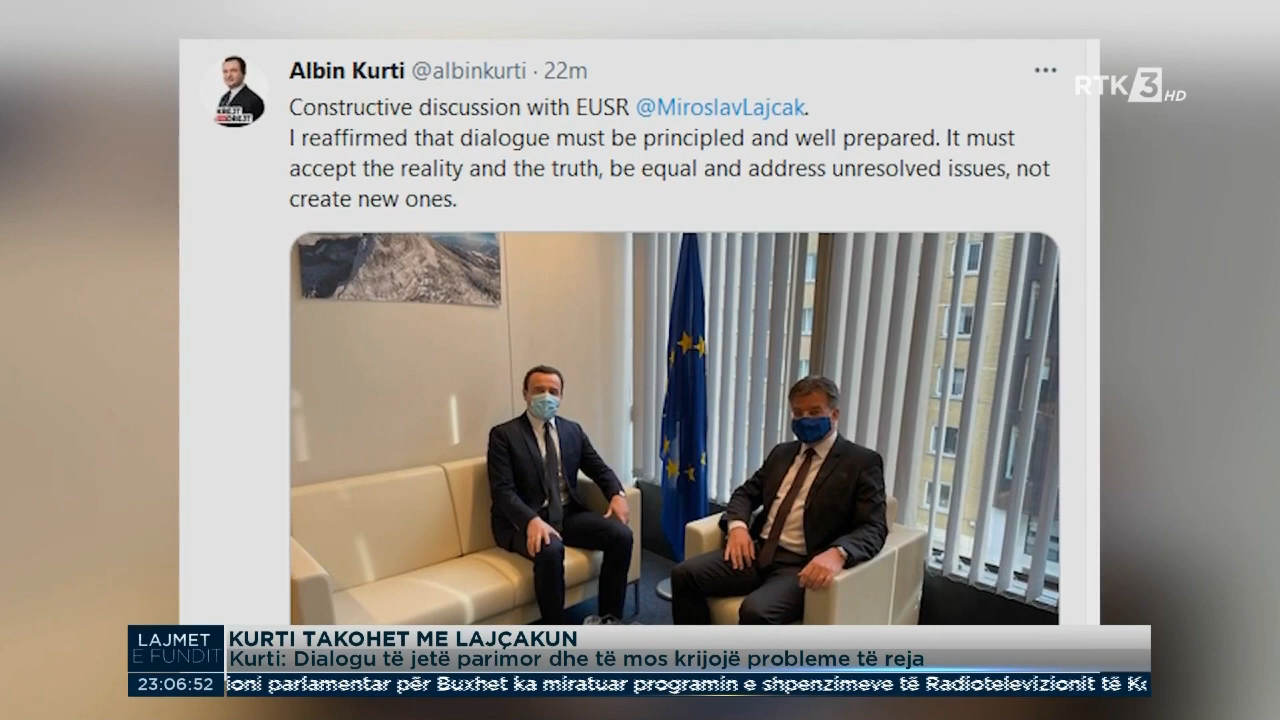 Albin Kurti @albinkurti · 22m
Constructive discussion with EUSR @MiroslavLajcak.
I reaffirmed that dialogue must be principled and well prepared. It must
accept the reality and the truth, be equal and address unresolved issues, not
create new ones.
RTK 3 HD
LAJMET
E FUNDIT
KURTI TAKOHET ME LAJÇAKUN
Kurti: Dialogu të jetë parimor dhe të mos krijojë probleme të reja
23:06:52
ioni parlamentar për Buxhet ka miratuar programin e shpenzimeve të Radiotelevizionit të